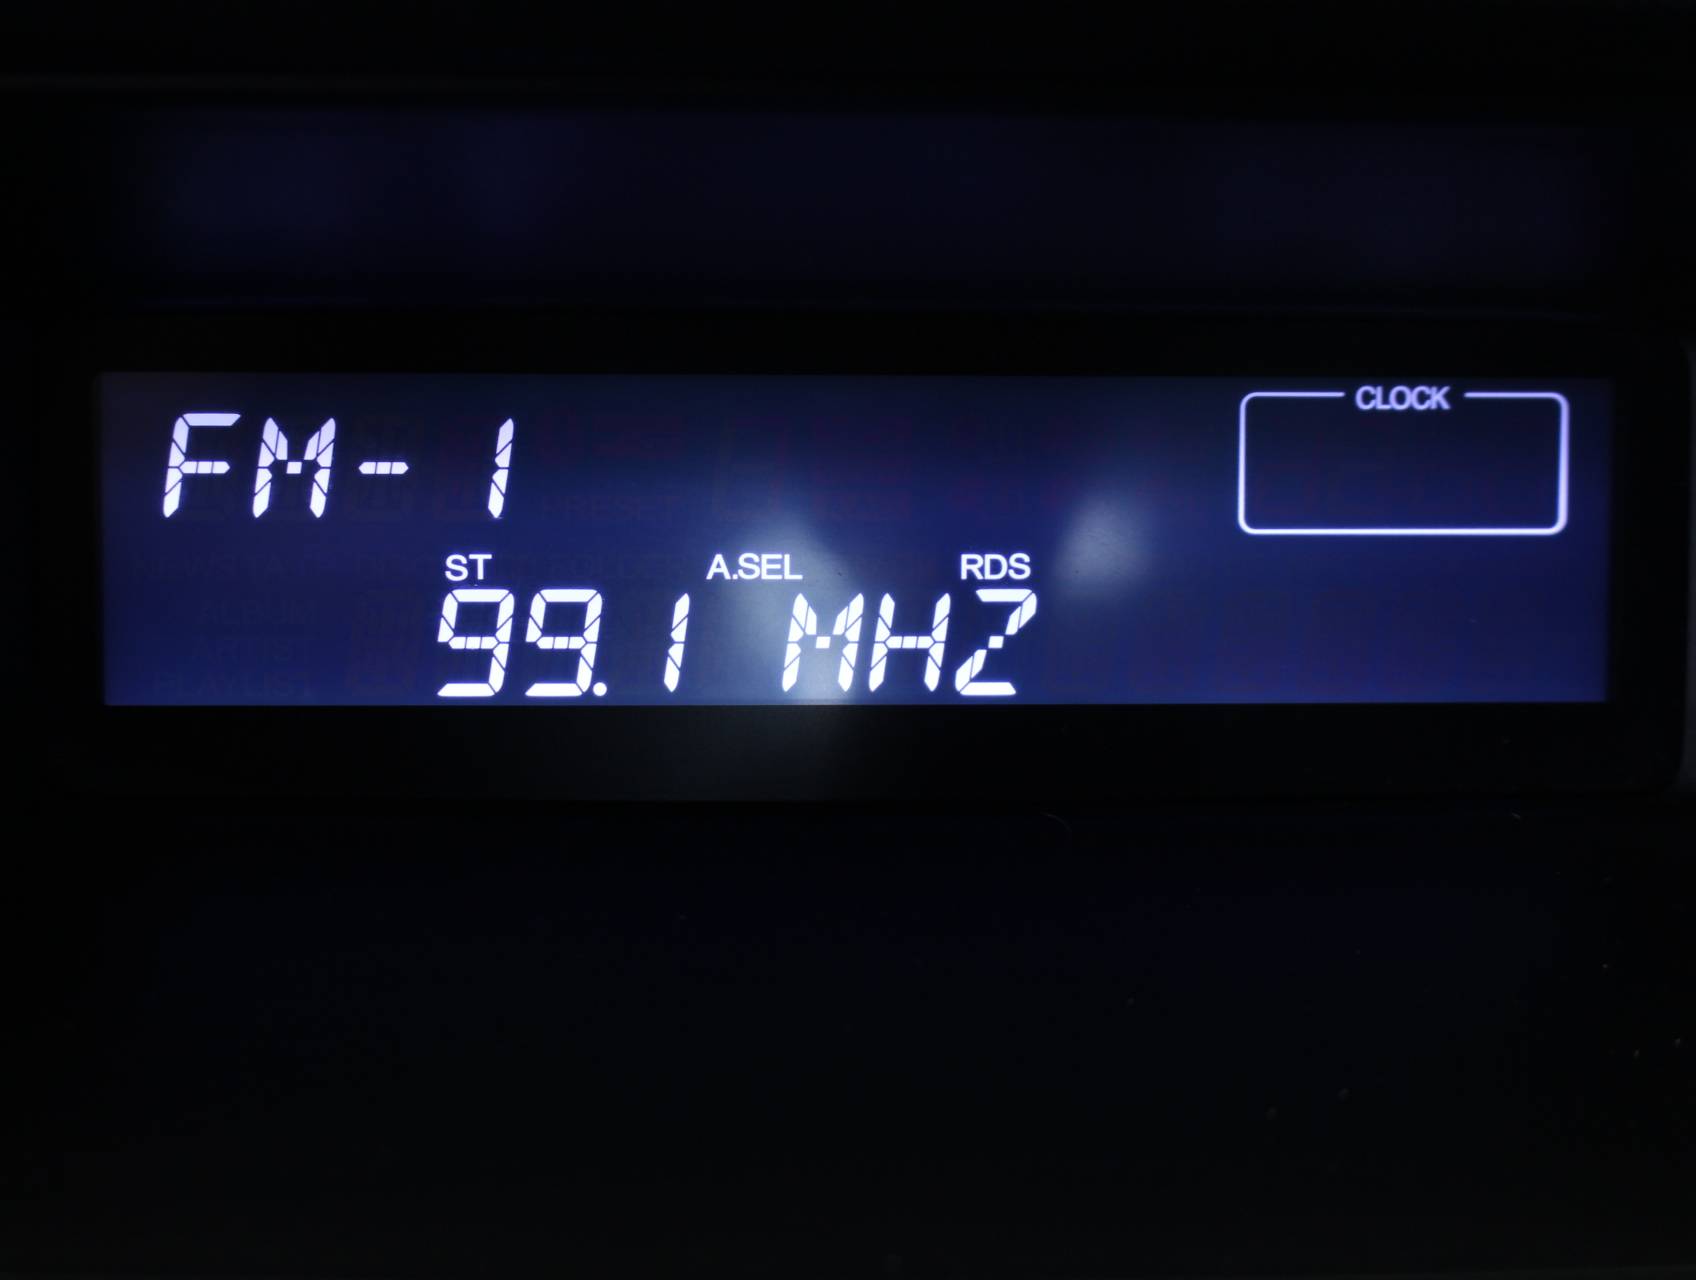 FM-1
CLOCK
ST A.SEL RDS
99.1 MHZ